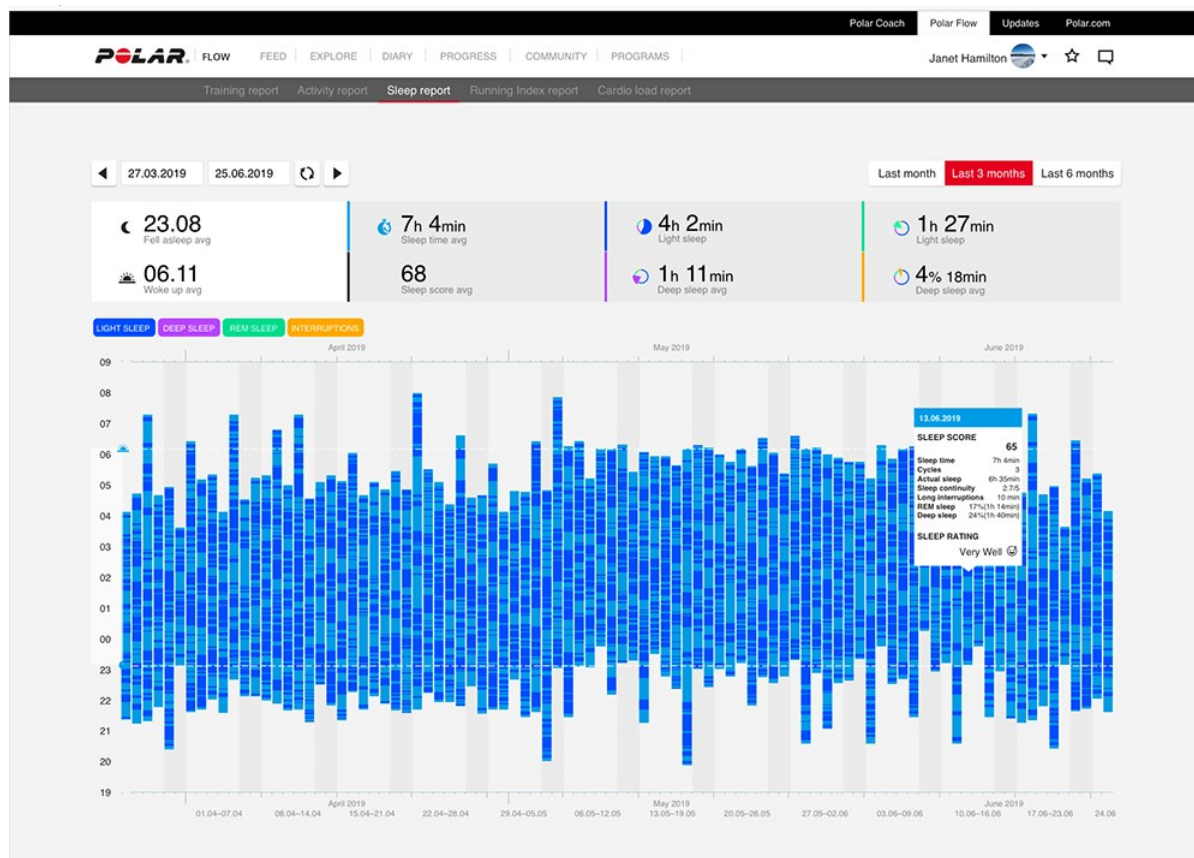 Polar Coach Polar Flow Updates Polar.com
POLAR. FLOW FEED EXPLORE DIARY PROGRESS COMMUNITY PROGRAMS Janet Hamilton
Training report Activity report Sleep report Running Index report Cardio load report
27.03.2019 25.06.2019 Last month Last 3 months Last 6 months
23.08 7h 4min 4h 2min 1h 27min
Fell asleep avg Sleep time avg Light sleep Light sleep
06.11 68 1h 11min 4% 18min
Woke up avg Sleep score avg Deep sleep avg Deep sleep avg
LIGHT SLEEP DEEP SLEEP REM SLEEP INTERRUPTIONS
April 2019 May 2019 June 2019
09
08
07
06
05
04
03
02
01
00
23
22
21
20
19
13.06.2019
SLEEP SCORE
65
Sleep time 7h 4min
Cycles 3
Actual sleep 6h 35min
Sleep continuity 2.7/5
Long interruptions 10 min
REM sleep 17%(1h 14min)
Deep sleep 24%(1h 40min)
SLEEP RATING
Very Well
April 2019 May 2019 June 2019
01.04–07.04 08.04–14.04 15.04–21.04 22.04–28.04 29.04–05.05 06.05–12.05 13.05–19.05 20.05–26.05 27.05–02.06 03.06–09.06 10.06–16.06 17.06–23.06 24.06